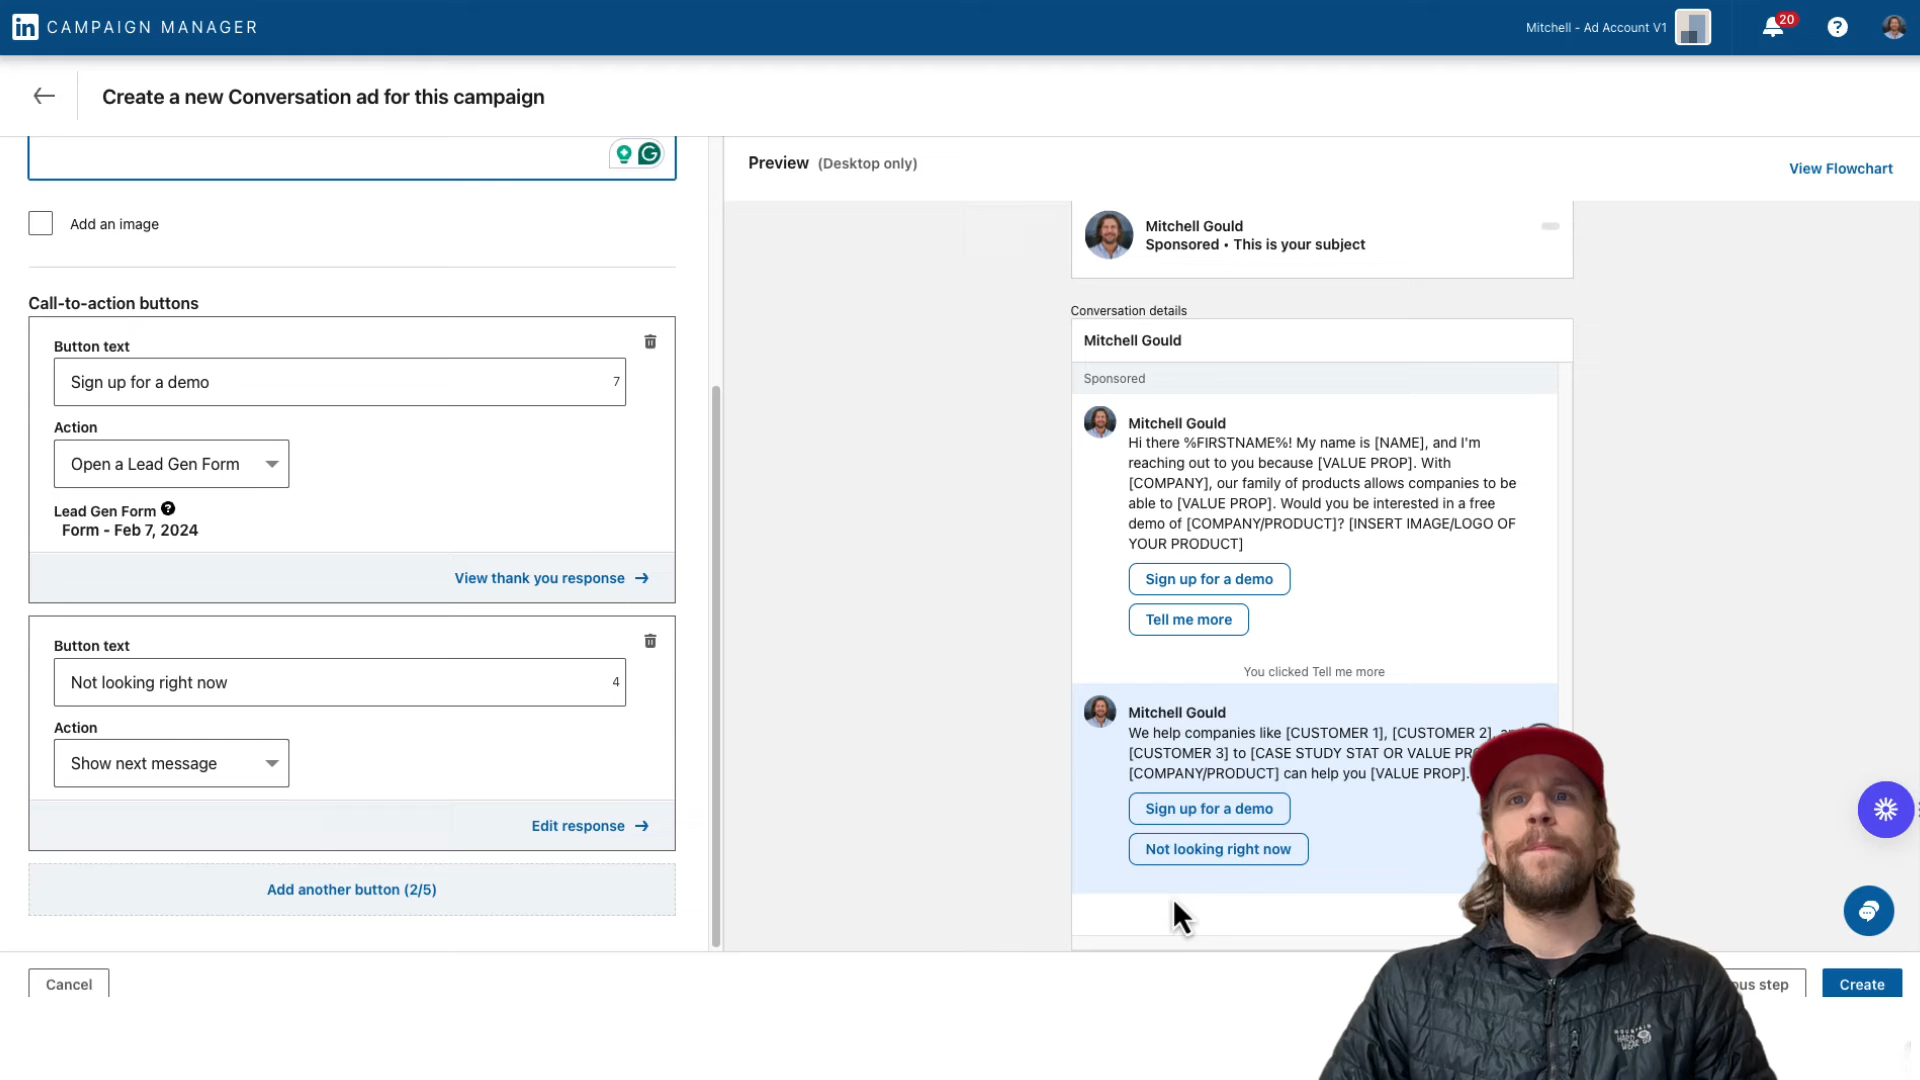 in CAMPAIGN MANAGER
Mitchell - Ad Account V1
20
?
Create a new Conversation ad for this campaign
Add an image
Call-to-action buttons
Button text
Sign up for a demo
7
Action
Open a Lead Gen Form
Lead Gen Form ?
Form - Feb 7, 2024
View thank you response →
Button text
Not looking right now
4
Action
Show next message
Edit response →
Add another button (2/5)
Cancel
Preview (Desktop only)
View Flowchart
Mitchell Gould
Sponsored • This is your subject
Conversation details
Mitchell Gould
Sponsored
Mitchell Gould
Hi there %FIRSTNAME%! My name is [NAME], and I'm
reaching out to you because [VALUE PROP]. With
[COMPANY], our family of products allows companies to be
able to [VALUE PROP]. Would you be interested in a free
demo of [COMPANY/PRODUCT]? [INSERT IMAGE/LOGO OF
YOUR PRODUCT]
Sign up for a demo
Tell me more
You clicked Tell me more
Mitchell Gould
We help companies like [CUSTOMER 1], [CUSTOMER 2],
[CUSTOMER 3] to [CASE STUDY STAT OR VALUE
[COMPANY/PRODUCT] can help you [VALUE PROP].
Sign up for a demo
Not looking right now
step
Create